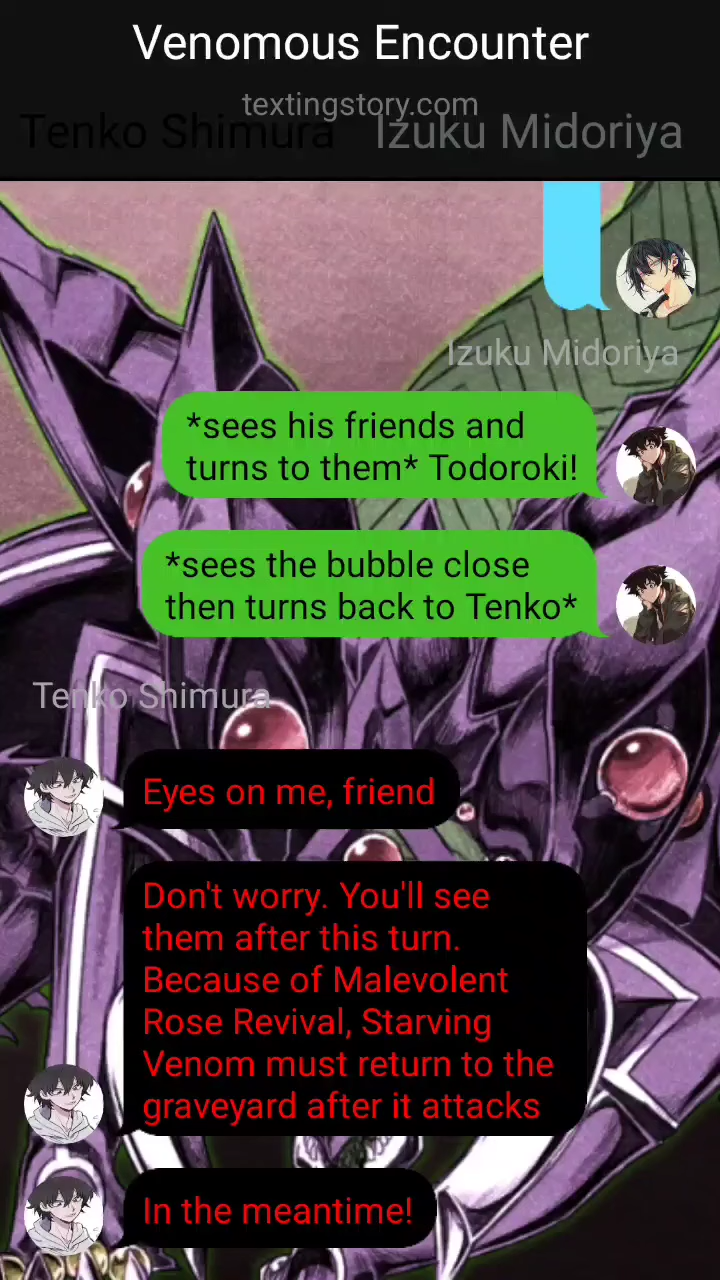 Venomous Encounter
textingstory.com
Tenko Shimura Izuku Midoriya
Izuku Midoriya
*sees his friends and
turns to them* Todoroki!
*sees the bubble close
then turns back to Tenko*
Tenko Shimura
Eyes on me, friend
Don't worry. You'll see
them after this turn.
Because of Malevolent
Rose Revival, Starving
Venom must return to the
graveyard after it attacks
In the meantime!